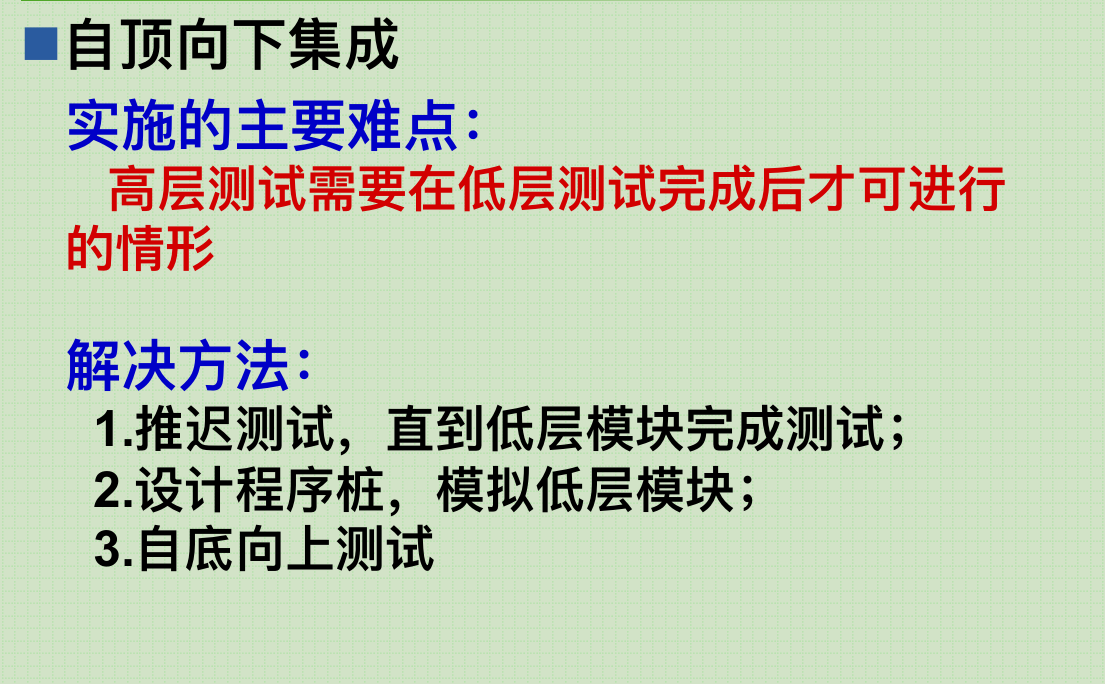 自顶向下集成
实施的主要难点：
高层测试需要在低层测试完成后才可进行
的情形
解决方法：
1.推迟测试，直到低层模块完成测试；
2.设计程序桩，模拟低层模块；
3.自底向上测试